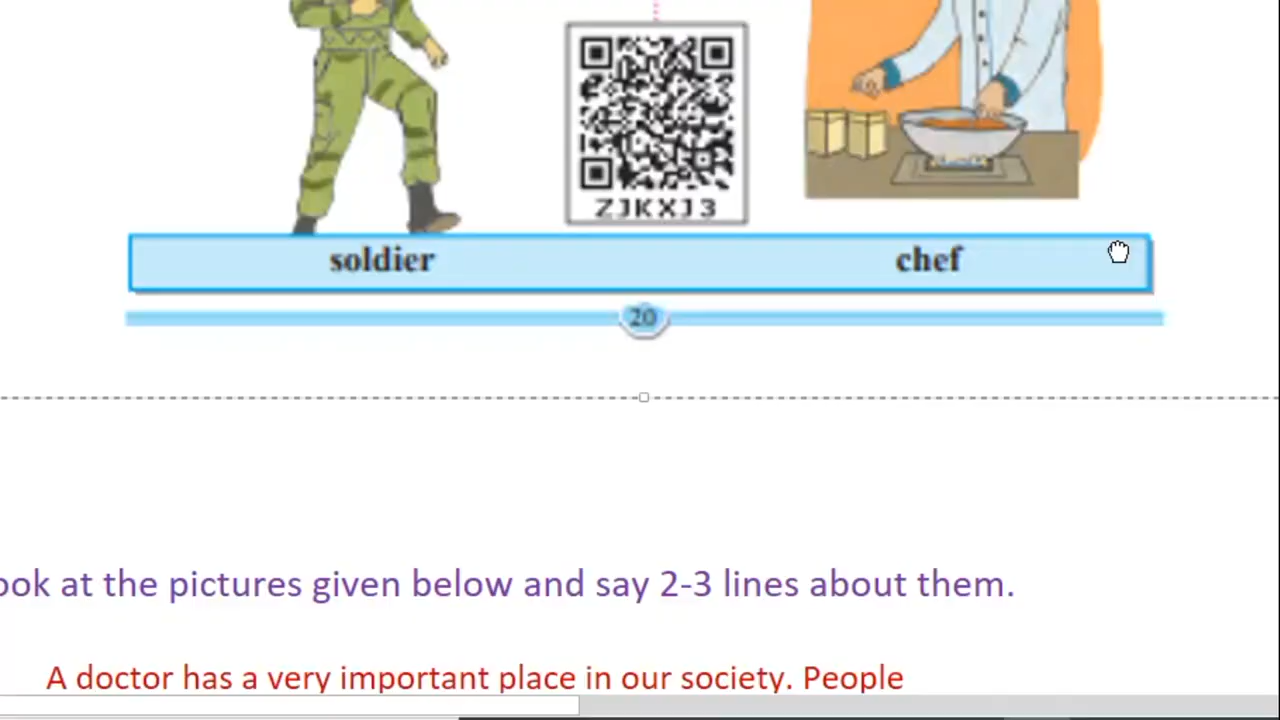 ZJKXJ3
soldier chef
20
ook at the pictures given below and say 2-3 lines about them.
A doctor has a very important place in our society. People